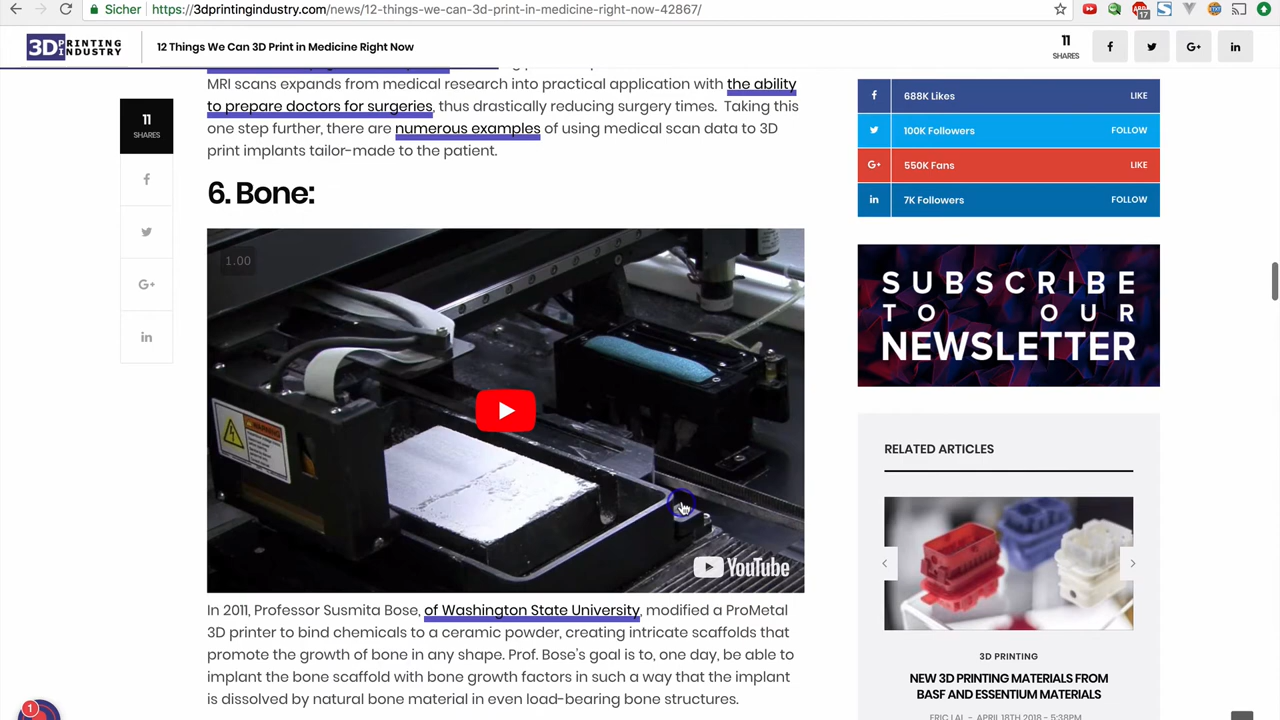 Sicher
https://3dprintingindustry.com/news/12-things-we-can-3d-print-in-medicine-right-now-42867/
17
3D PRINTING INDUSTRY
12 Things We Can 3D Print in Medicine Right Now
11
SHARES
MRI scans expands from medical research into practical application with the ability
to prepare doctors for surgeries, thus drastically reducing surgery times. Taking this
one step further, there are numerous examples of using medical scan data to 3D
print implants tailor-made to the patient.
11
SHARES
6. Bone:
1.00
YouTube
In 2011, Professor Susmita Bose, of Washington State University, modified a ProMetal
3D printer to bind chemicals to a ceramic powder, creating intricate scaffolds that
promote the growth of bone in any shape. Prof. Bose's goal is to, one day, be able to
implant the bone scaffold with bone growth factors in such a way that the implant
is dissolved by natural bone material in even load-bearing bone structures.
1
688K Likes LIKE
100K Followers FOLLOW
550K Fans LIKE
7K Followers FOLLOW
SUBSCRIBE
TO OUR
NEWSLETTER
RELATED ARTICLES
3D PRINTING
NEW 3D PRINTING MATERIALS FROM
BASF AND ESSENTIUM MATERIALS
ERIC LAI - APRIL 18TH 2018 - 5:38PM